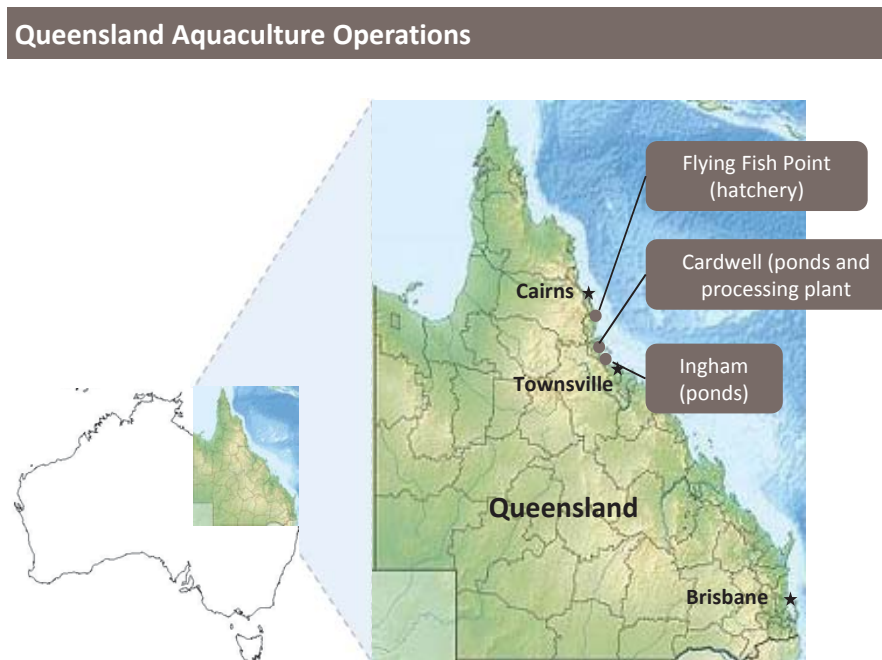 Queensland Aquaculture Operations
Flying Fish Point
(hatchery)
Cardwell (ponds and
processing plant
Cairns
Ingham
(ponds)
Townsville
Queensland
Brisbane